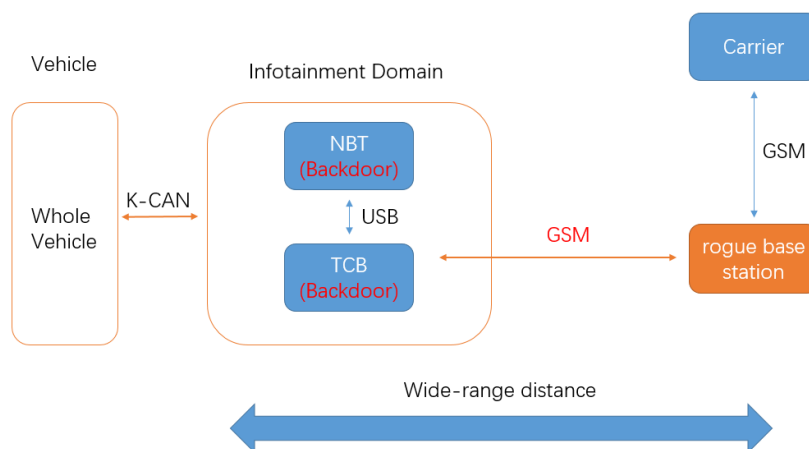 Carrier
Vehicle
Infotainment Domain
NBT
(Backdoor)
GSM
K-CAN
USB
Whole
Vehicle
GSM
rogue base
station
TCB
(Backdoor)
Wide-range distance